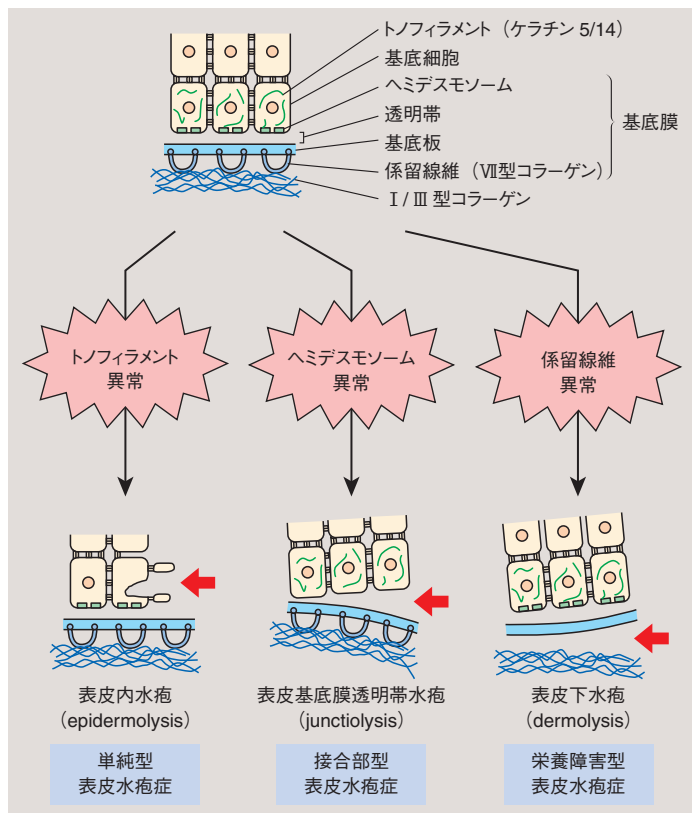 トノフィラメント（ケラチン 5/14）
基底細胞
ヘミデスモソーム
透明帯
基底板
係留線維（Ⅶ型コラーゲン）
Ⅰ/Ⅲ 型コラーゲン
基底膜
トノフィラメント
異常
ヘミデスモソーム
異常
係留線維
異常
表皮内水疱
(epidermolysis)
表皮基底膜透明帯水疱
(junctiolysis)
表皮下水疱
(dermolysis)
単純型
表皮水疱症
接合部型
表皮水疱症
栄養障害型
表皮水疱症